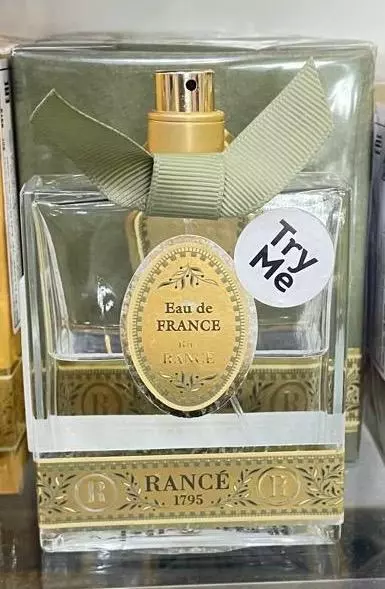 Try
Me
Eau de
FRANCE
RANCÉ
R
RANCÉ
1795
R